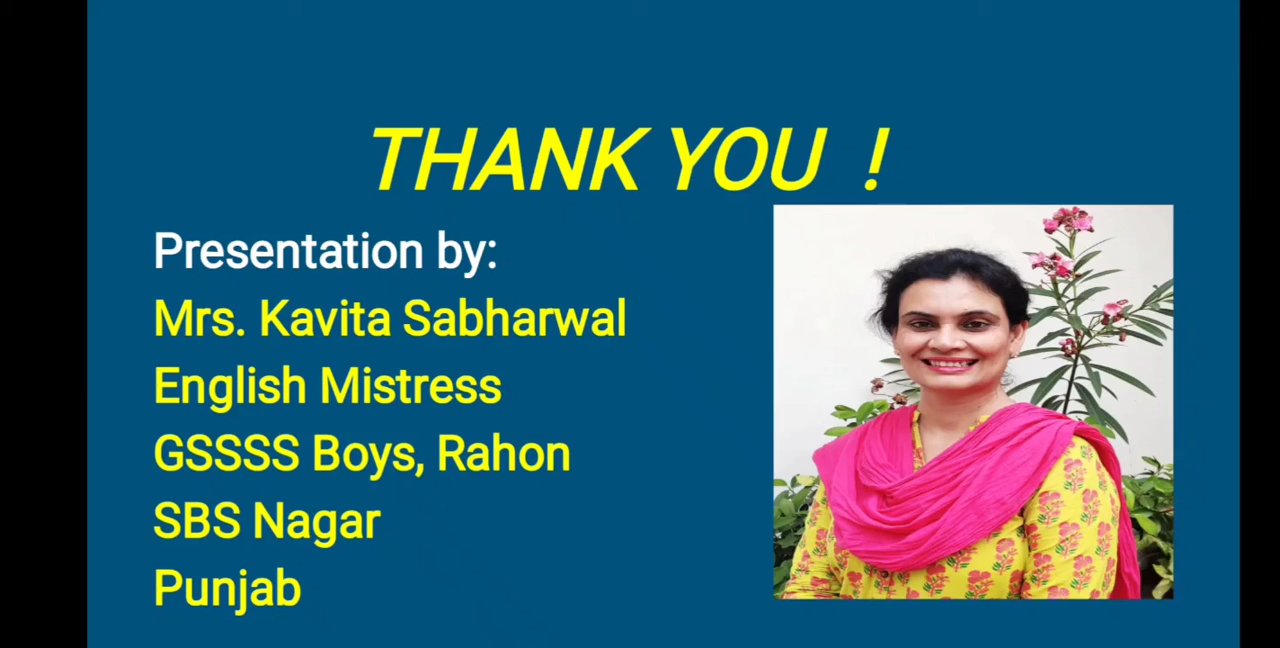 THANK YOU !
Presentation by:
Mrs. Kavita Sabharwal
English Mistress
GSSSS Boys, Rahon
SBS Nagar
Punjab